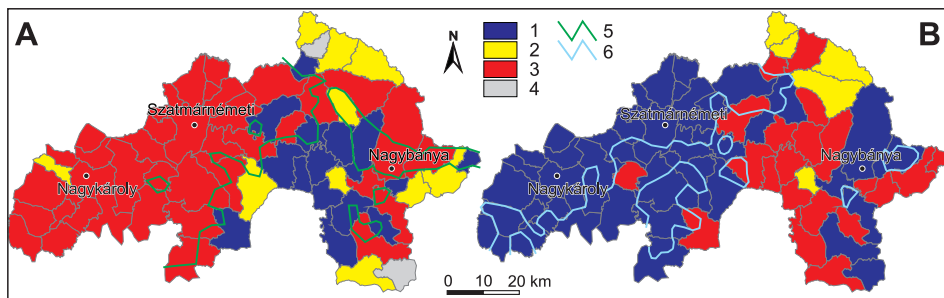 A
Szatmárnémeti
Nagybánya
Nagykároly
N
1
2
3
4
5
6
0 10 20 km
B
Szatmárnémeti
Nagybánya
Nagykároly